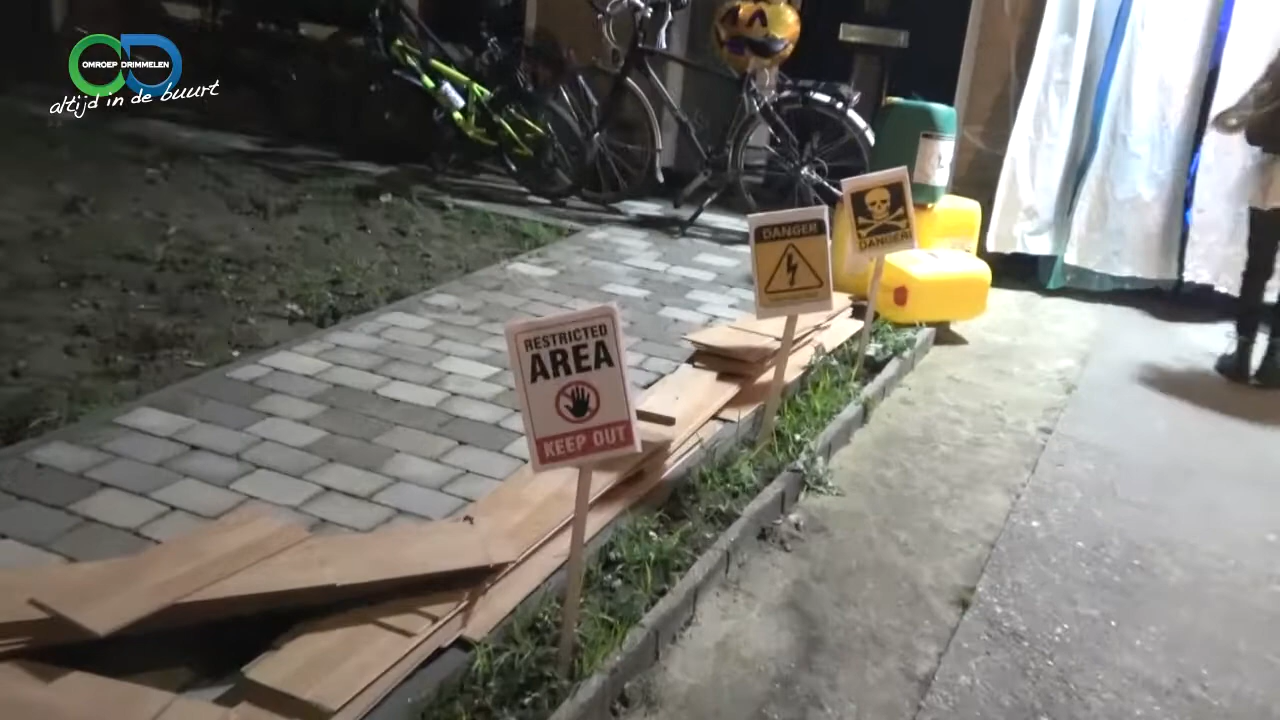 OMROEP DRIMMELEN
altijd in de buurt
DANGER
DANGER!
RESTRICTED
AREA
KEEP OUT